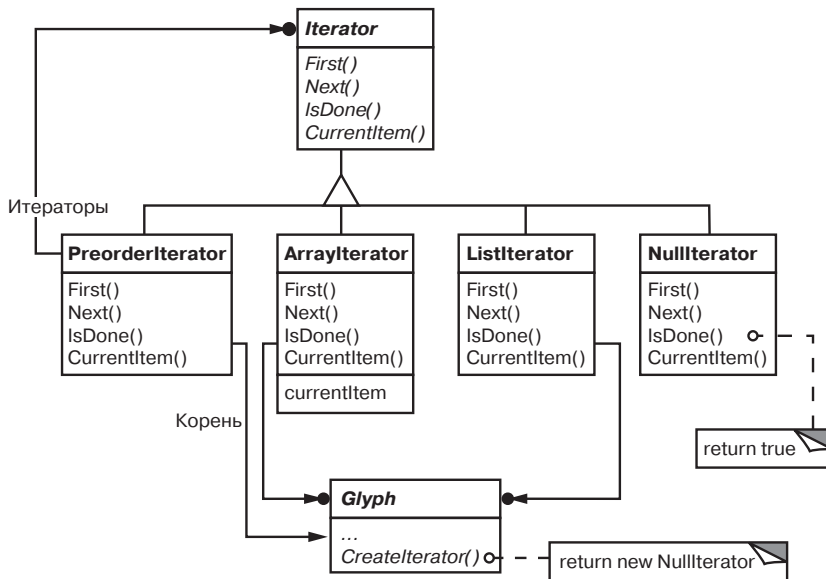 Iterator
First()
Next()
IsDone()
CurrentItem()
Итераторы
PreorderIterator
First()
Next()
IsDone()
CurrentItem()
ArrayIterator
First()
Next()
IsDone()
CurrentItem()
currentItem
ListIterator
First()
Next()
IsDone()
CurrentItem()
NullIterator
First()
Next()
IsDone()
CurrentItem()
Корень
return true
Glyph
...
CreateIterator()
return new NullIterator